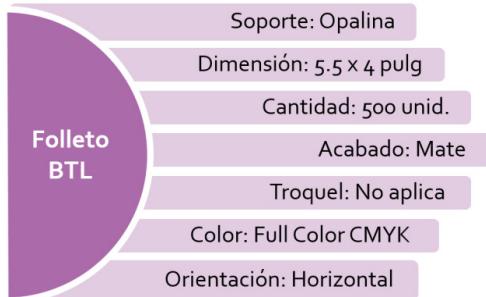 Folleto
BTL
Soporte: Opalina
Dimensión: 5.5 x 4 pulg
Cantidad: 500 unid.
Acabado: Mate
Troquel: No aplica
Color: Full Color CMYK
Orientación: Horizontal